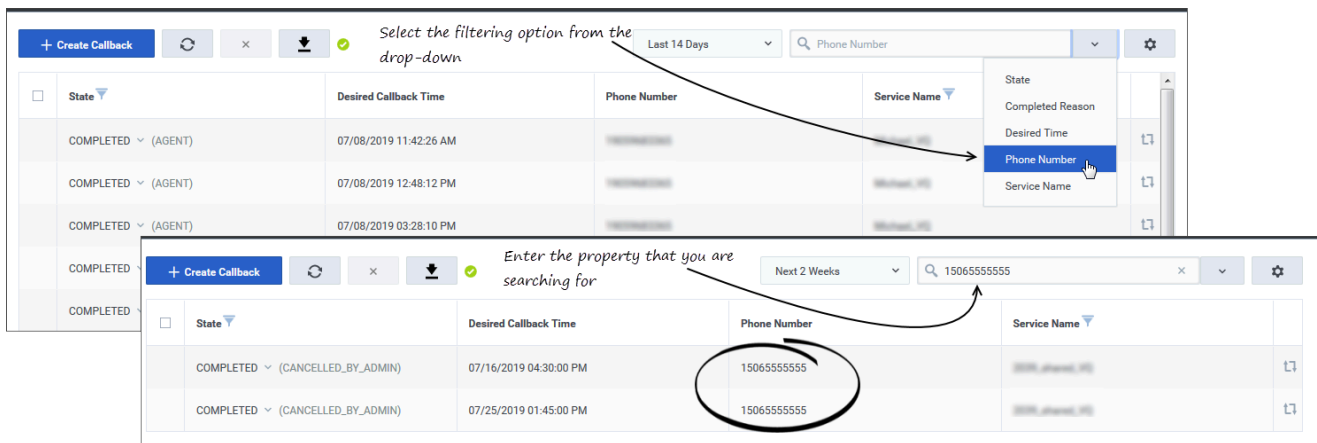 + Create Callback
Select the filtering option from the
drop-down
Last 14 Days
Phone Number
State
Desired Callback Time
Phone Number
Service Name
State
Completed Reason
Desired Time
Phone Number
Service Name
COMPLETED (AGENT) 07/08/2019 11:42:26 AM
COMPLETED (AGENT) 07/08/2019 12:48:12 PM
COMPLETED (AGENT) 07/08/2019 03:28:10 PM
COMPLETED
COMPLETED
+ Create Callback
Enter the property that you are
searching for
Next 2 Weeks
15065555555
State
Desired Callback Time
Phone Number
Service Name
COMPLETED (CANCELLED_BY_ADMIN) 07/16/2019 04:30:00 PM 15065555555
COMPLETED (CANCELLED_BY_ADMIN) 07/25/2019 01:45:00 PM 15065555555